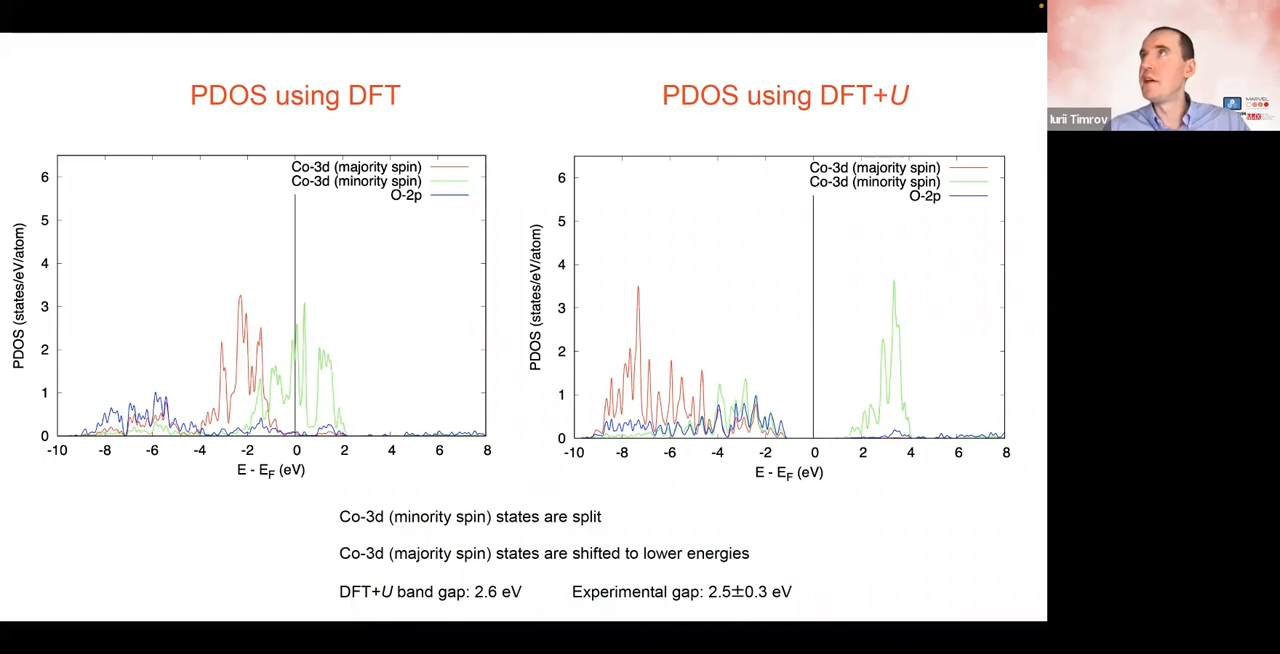 PDOS using DFT
PDOS using DFT+U
Co-3d (majority spin)
Co-3d (minority spin)
O-2p
6
5
4
3
2
1
0
-10 -8 -6 -4 -2 0 2 4 6 8
PDOS (states/eV/atom)
E - EF (eV)
Co-3d (majority spin)
Co-3d (minority spin)
O-2p
6
5
4
3
2
1
0
-10 -8 -6 -4 -2 0 2 4 6 8
PDOS (states/eV/atom)
E - EF (eV)
Co-3d (minority spin) states are split
Co-3d (majority spin) states are shifted to lower energies
DFT+U band gap: 2.6 eV Experimental gap: 2.5±0.3 eV
Iurii Timrov
MARVEL